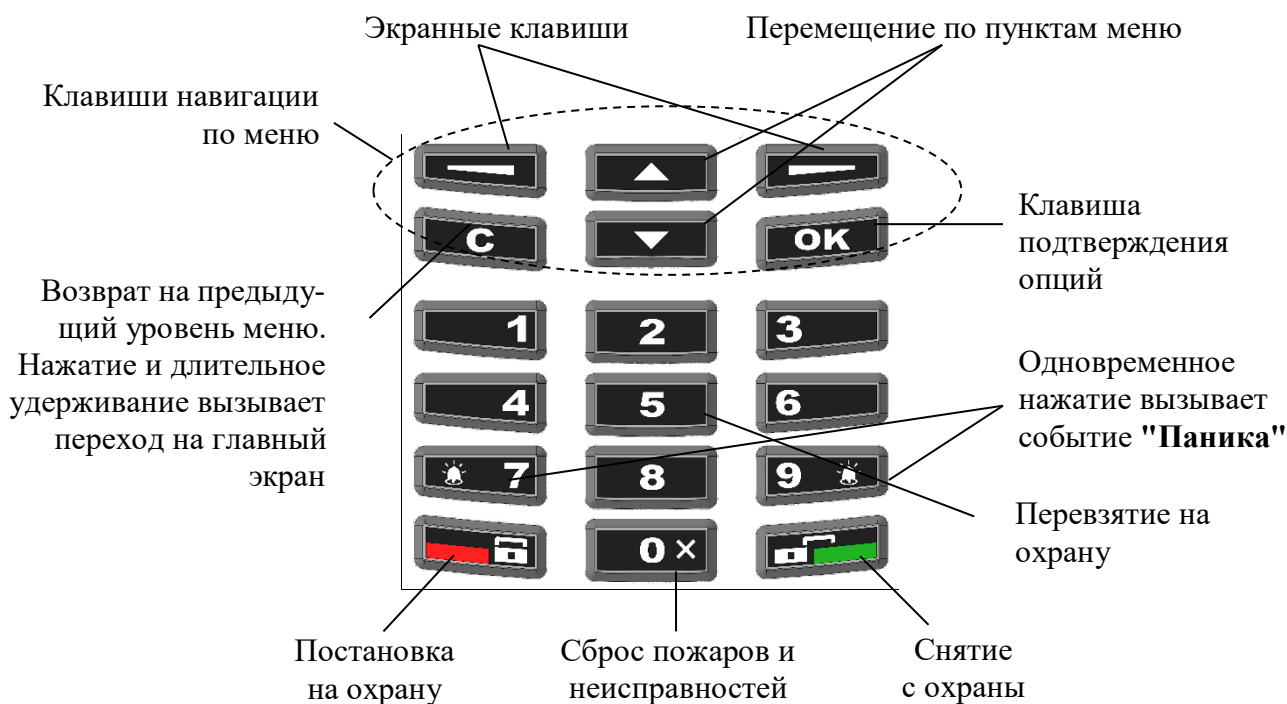 Экранные клавиши
Перемещение по пунктам меню
Клавиши навигации
по меню
C
OK
Клавиша
подтверждения
опций
Возврат на предыду-
щий уровень меню.
Нажатие и длительное
удерживание вызывает
переход на главный
экран
1
2
3
4
5
6
7
8
9
0 ×
Одновременное
нажатие вызывает
событие "Паника"
Перевзятие на
охрану
Постановка
на охрану
Сброс пожаров и
неисправностей
Снятие
с охраны